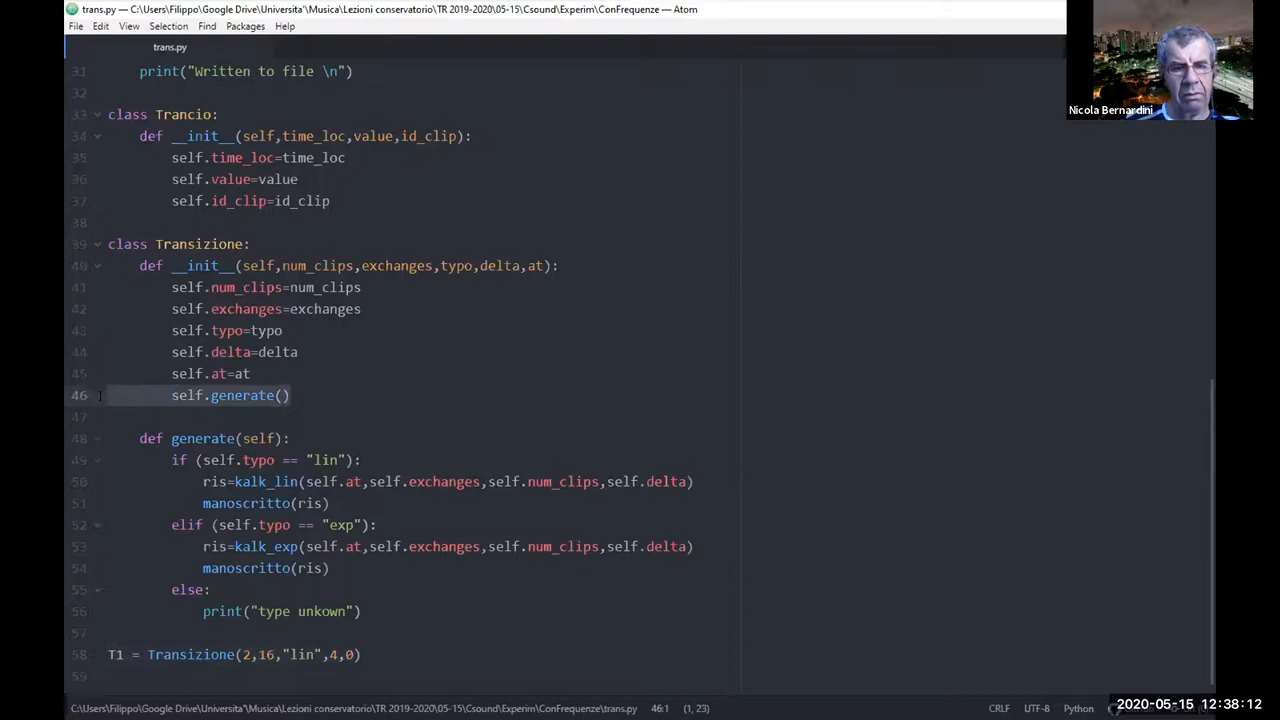 trans.py — C:\Users\Filippo\Google Drive\Universita'\Musica\Lezioni conservatorio\TR 2019-2020\05-15\Csound\Experim\ConFrequenze — Atom
File Edit View Selection Find Packages Help
trans.py
Nicola Bernardini
31 print("Written to file \n")
32
33 class Trancio:
34 def __init__(self,time_loc,value,id_clip):
35 self.time_loc=time_loc
36 self.value=value
37 self.id_clip=id_clip
38
39 class Transizione:
40 def __init__(self,num_clips,exchanges,typo,delta,at):
41 self.num_clips=num_clips
42 self.exchanges=exchanges
43 self.typo=typo
44 self.delta=delta
45 self.at=at
46 self.generate()
47
48 def generate(self):
49 if (self.typo == "lin"):
50 ris=kalk_lin(self.at,self.exchanges,self.num_clips,self.delta)
51 manoscritto(ris)
52 elif (self.typo == "exp"):
53 ris=kalk_exp(self.at,self.exchanges,self.num_clips,self.delta)
54 manoscritto(ris)
55 else:
56 print("type unkown")
57
58 T1 = Transizione(2,16,"lin",4,0)
59
C:\Users\Filippo\Google Drive\Universita'\Musica\Lezioni conservatorio\TR 2019-2020\05-15\Csound\Experim\ConFrequenze\trans.py 46:1 (1, 23) CRLF UTF-8 Python
2020-05-15 12:38:12